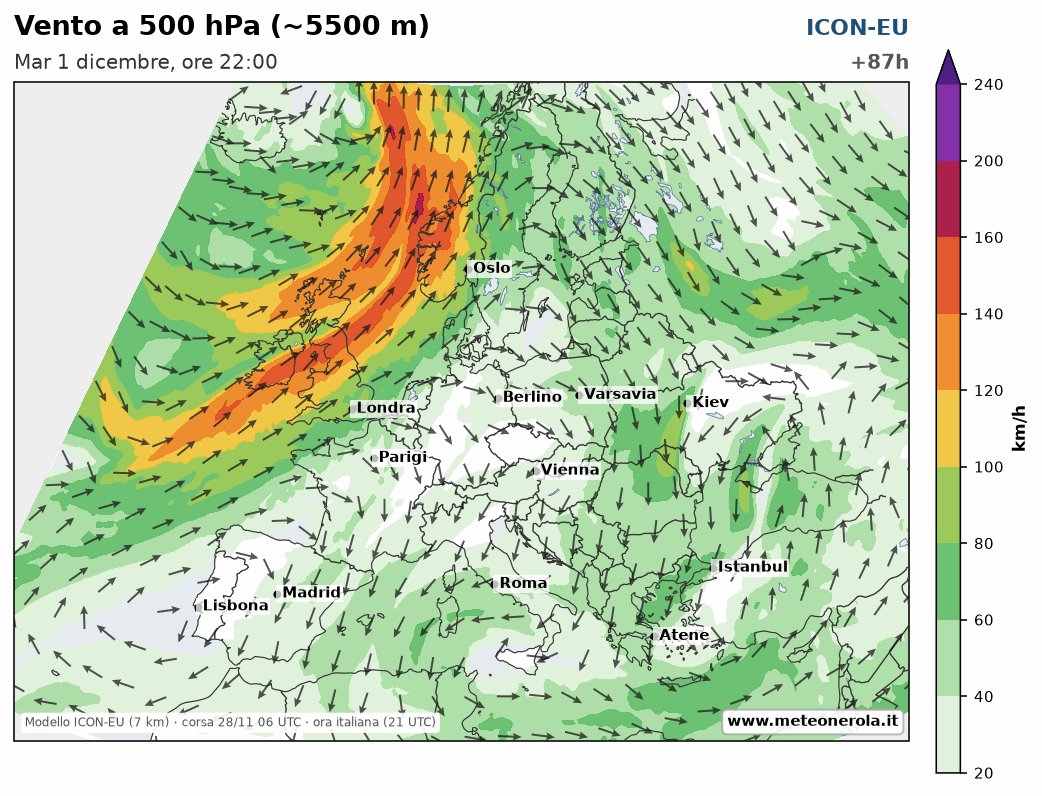 Vento a 500 hPa (~5500 m)
ICON-EU
Mar 1 dicembre, ore 22:00
+87h
240
200
160
140
120
100
80
60
40
20
km/h
Oslo
Berlino
Varsavia
Kiev
Londra
Parigi
Vienna
Istanbul
Roma
Madrid
Lisbona
Atene
Modello ICON-EU (7 km) · corsa 28/11 06 UTC · ora italiana (21 UTC)
www.meteonerola.it